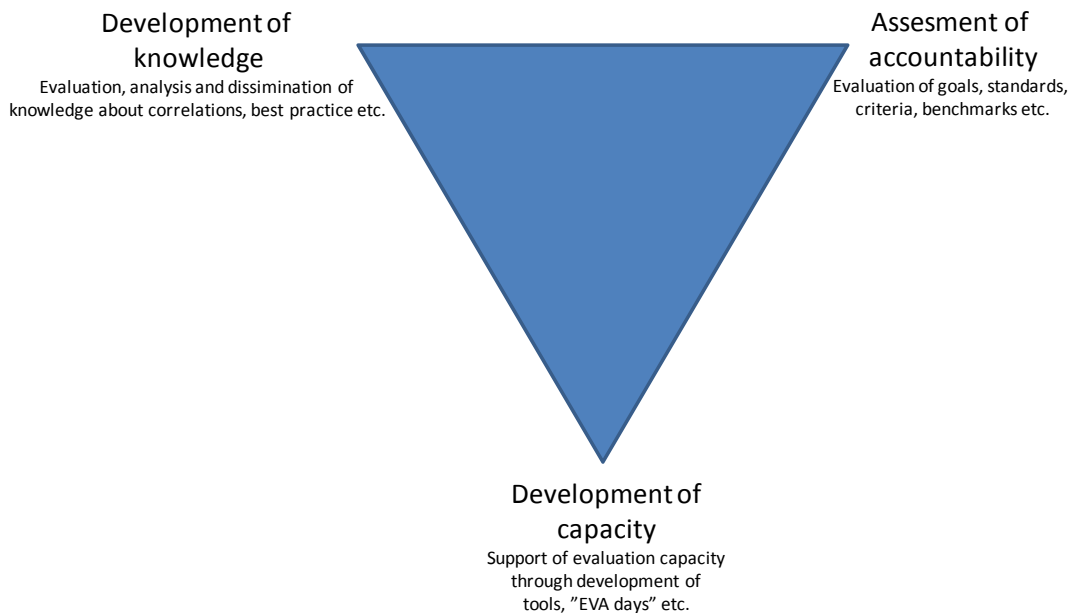 Development of
knowledge
Evaluation, analysis and dissimination of
knowledge about correlations, best practice etc.
Assesment of
accountability
Evaluation of goals, standards,
criteria, benchmarks etc.
Development of
capacity
Support of evaluation capacity
through development of
tools, ”EVA days” etc.